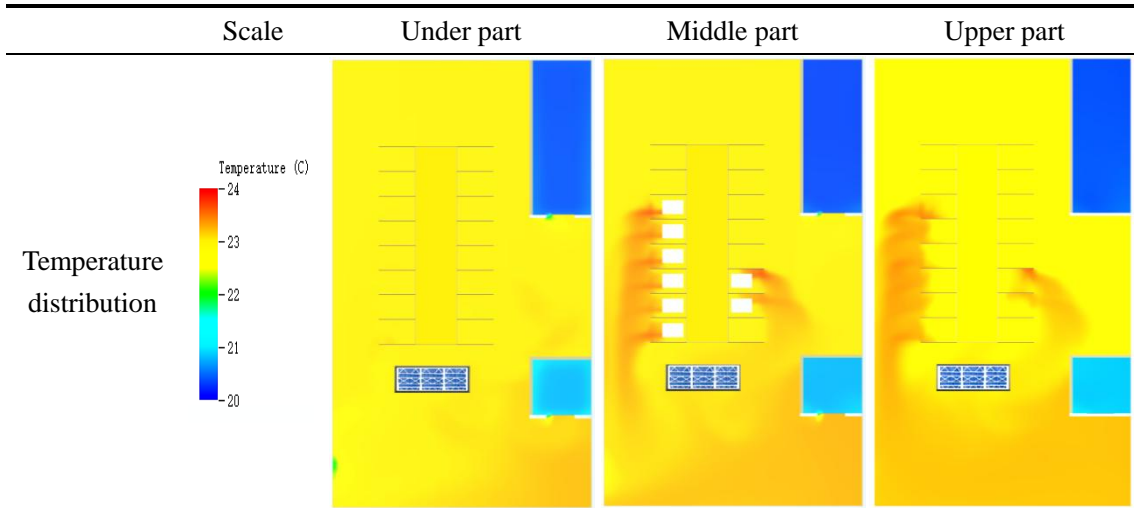 Scale Under part Middle part Upper part
Temperature (C)
24
23
22
21
20
Temperature
distribution